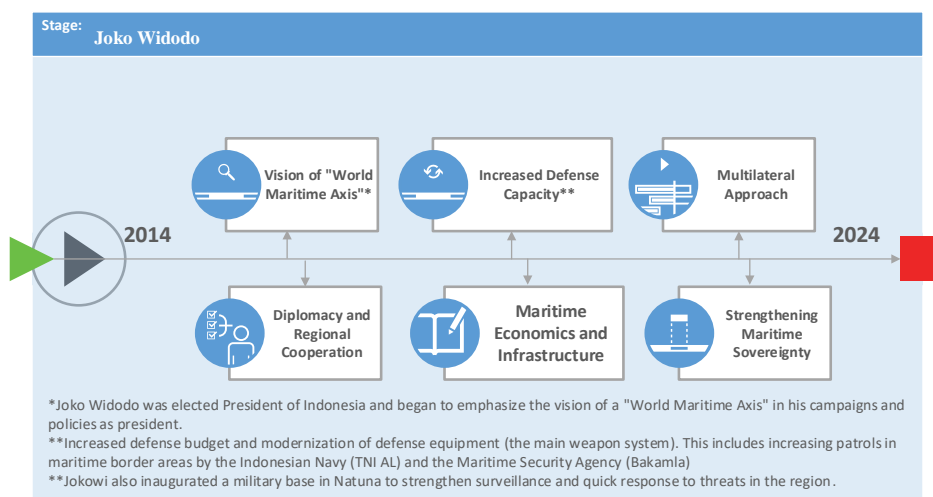 Stage:
Joko Widodo
Vision of "World
Maritime Axis"*
Increased Defense
Capacity**
Multilateral
Approach
2014
2024
Diplomacy and
Regional
Cooperation
Maritime
Economics and
Infrastructure
Strengthening
Maritime
Sovereignty
*Joko Widodo was elected President of Indonesia and began to emphasize the vision of a "World Maritime Axis" in his campaigns and
policies as president.
**Increased defense budget and modernization of defense equipment (the main weapon system). This includes increasing patrols in
maritime border areas by the Indonesian Navy (TNI AL) and the Maritime Security Agency (Bakamla)
**Jokowi also inaugurated a military base in Natuna to strengthen surveillance and quick response to threats in the region.